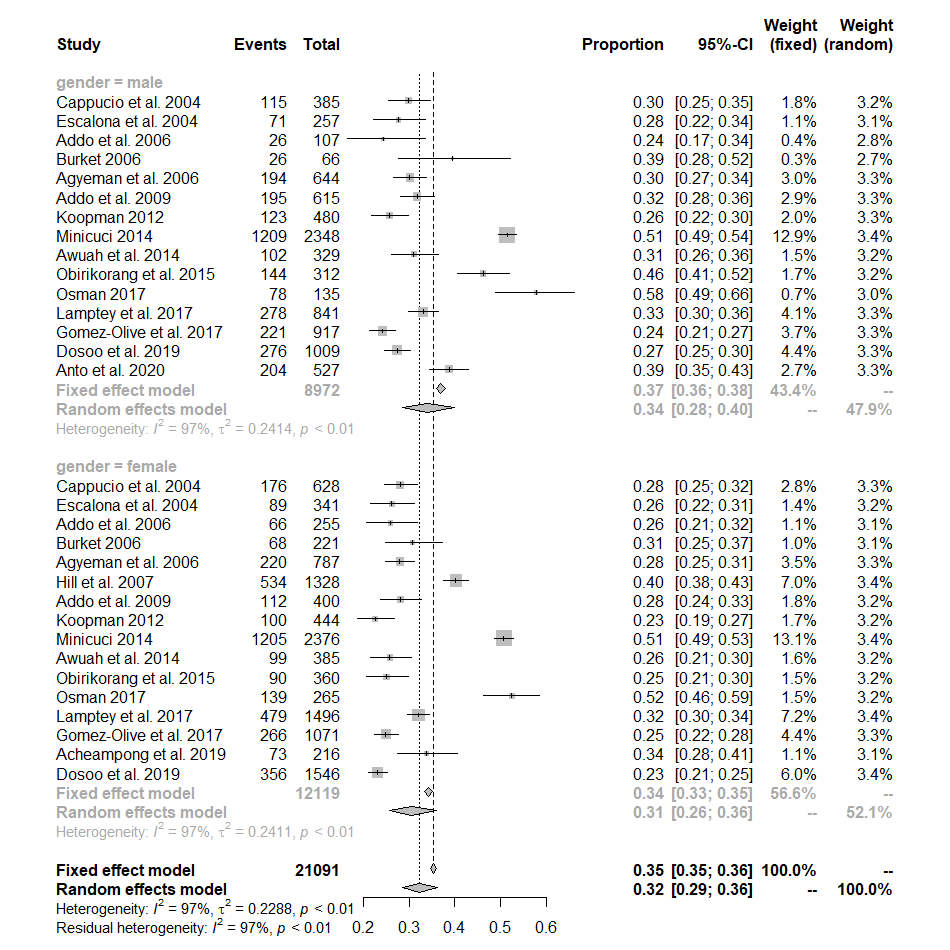 Weight Weight
Study Events Total Proportion 95%-CI (fixed) (random)
gender = male
Cappucio et al. 2004 115 385 0.30 [0.25; 0.35] 1.8% 3.2%
Escalona et al. 2004 71 257 0.28 [0.22; 0.34] 1.1% 3.1%
Addo et al. 2006 26 107 0.24 [0.17; 0.34] 0.4% 2.8%
Burket 2006 26 66 0.39 [0.28; 0.52] 0.3% 2.7%
Agyeman et al. 2006 194 644 0.30 [0.27; 0.34] 3.0% 3.3%
Addo et al. 2009 195 615 0.32 [0.28; 0.36] 2.9% 3.3%
Koopman 2012 123 480 0.26 [0.22; 0.30] 2.0% 3.3%
Minicuci 2014 1209 2348 0.51 [0.49; 0.54] 12.9% 3.4%
Awuah et al. 2014 102 329 0.31 [0.26; 0.36] 1.5% 3.2%
Obirikorang et al. 2015 144 312 0.46 [0.41; 0.52] 1.7% 3.2%
Osman 2017 78 135 0.58 [0.49; 0.66] 0.7% 3.0%
Lamptey et al. 2017 278 841 0.33 [0.30; 0.36] 4.1% 3.3%
Gomez-Olive et al. 2017 221 917 0.24 [0.21; 0.27] 3.7% 3.3%
Dosoo et al. 2019 276 1009 0.27 [0.25; 0.30] 4.4% 3.3%
Anto et al. 2020 204 527 0.39 [0.35; 0.43] 2.7% 3.3%
Fixed effect model 8972 0.37 [0.36; 0.38] 43.4% --
Random effects model 0.34 [0.28; 0.40] -- 47.9%
Heterogeneity: I² = 97%, τ² = 0.2414, p < 0.01
gender = female
Cappucio et al. 2004 176 628 0.28 [0.25; 0.32] 2.8% 3.3%
Escalona et al. 2004 89 341 0.26 [0.22; 0.31] 1.4% 3.2%
Addo et al. 2006 66 255 0.26 [0.21; 0.32] 1.1% 3.1%
Burket 2006 68 221 0.31 [0.25; 0.37] 1.0% 3.1%
Agyeman et al. 2006 220 787 0.28 [0.25; 0.31] 3.5% 3.3%
Hill et al. 2007 534 1328 0.40 [0.38; 0.43] 7.0% 3.4%
Addo et al. 2009 112 400 0.28 [0.24; 0.33] 1.8% 3.2%
Koopman 2012 100 444 0.23 [0.19; 0.27] 1.7% 3.2%
Minicuci 2014 1205 2376 0.51 [0.49; 0.53] 13.1% 3.4%
Awuah et al. 2014 99 385 0.26 [0.21; 0.30] 1.6% 3.2%
Obirikorang et al. 2015 90 360 0.25 [0.21; 0.30] 1.5% 3.2%
Osman 2017 139 265 0.52 [0.46; 0.59] 1.5% 3.2%
Lamptey et al. 2017 479 1496 0.32 [0.30; 0.34] 7.2% 3.4%
Gomez-Olive et al. 2017 266 1071 0.25 [0.22; 0.28] 4.4% 3.3%
Acheampong et al. 2019 73 216 0.34 [0.28; 0.41] 1.1% 3.1%
Dosoo et al. 2019 356 1546 0.23 [0.21; 0.25] 6.0% 3.4%
Fixed effect model 12119 0.34 [0.33; 0.35] 56.6% --
Random effects model 0.31 [0.26; 0.36] -- 52.1%
Heterogeneity: I² = 97%, τ² = 0.2411, p < 0.01
Fixed effect model 21091 0.35 [0.35; 0.36] 100.0% --
Random effects model 0.32 [0.29; 0.36] -- 100.0%
Heterogeneity: I² = 97%, τ² = 0.2288, p < 0.01
Residual heterogeneity: I² = 97%, p < 0.01 0.2 0.3 0.4 0.5 0.6